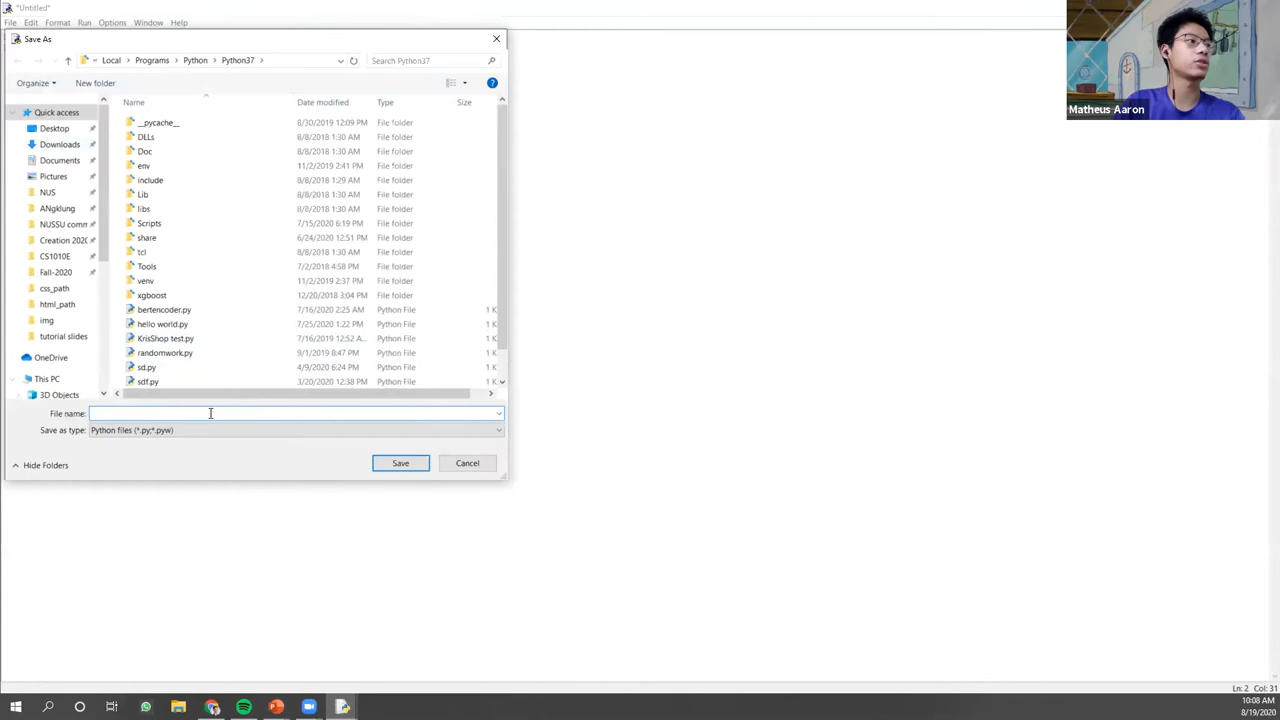 *Untitled*
File Edit Format Run Options Window Help
Save As
Local > Programs > Python > Python37 >
Search Python37
Organize
New folder
Name
Date modified
Type
Size
Quick access
Desktop
Downloads
Documents
Pictures
NUS
ANgklung
NUSSU comm
Creation 202
CS1010E
Fall-2020
css_path
html_path
img
tutorial slides
OneDrive
This PC
3D Objects
__pycache__ 8/30/2019 12:09 PM File folder
DLLs 8/8/2018 1:30 AM File folder
Doc 8/8/2018 1:30 AM File folder
env 11/2/2019 2:41 PM File folder
include 8/8/2018 1:29 AM File folder
Lib 8/8/2018 1:30 AM File folder
libs 8/8/2018 1:30 AM File folder
Scripts 7/15/2020 6:19 PM File folder
share 6/24/2020 12:51 PM File folder
tcl 8/8/2018 1:30 AM File folder
Tools 7/2/2018 4:58 PM File folder
venv 11/2/2019 2:37 PM File folder
xgboost 12/20/2018 3:04 PM File folder
bertencoder.py 7/16/2020 2:25 AM Python File 1 K
hello world.py 7/25/2020 1:22 PM Python File 1 K
KrisShop test.py 7/16/2019 12:52 A... Python File 1 K
randomwork.py 9/1/2019 8:47 PM Python File 1 K
sd.py 4/9/2020 6:24 PM Python File 1 K
sdf.py 3/20/2020 12:38 PM Python File 1 K
File name:
Save as type: Python files (*.py;*.pyw)
Hide Folders
Save
Cancel
Matheus Aaron
Ln: 2 Col: 31
10:08 AM
8/19/2020